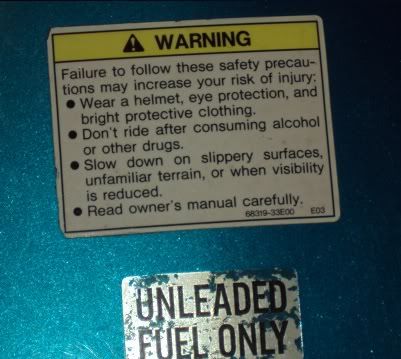 WARNING
Failure to follow these safety precau-
tions may increase your risk of injury:
● Wear a helmet, eye protection, and
bright protective clothing.
● Don't ride after consuming alcohol
or other drugs.
● Slow down on slippery surfaces,
unfamiliar terrain, or when visibility
is reduced.
● Read owner's manual carefully.
68319-33E00 E03
UNLEADED
FUEL ONLY